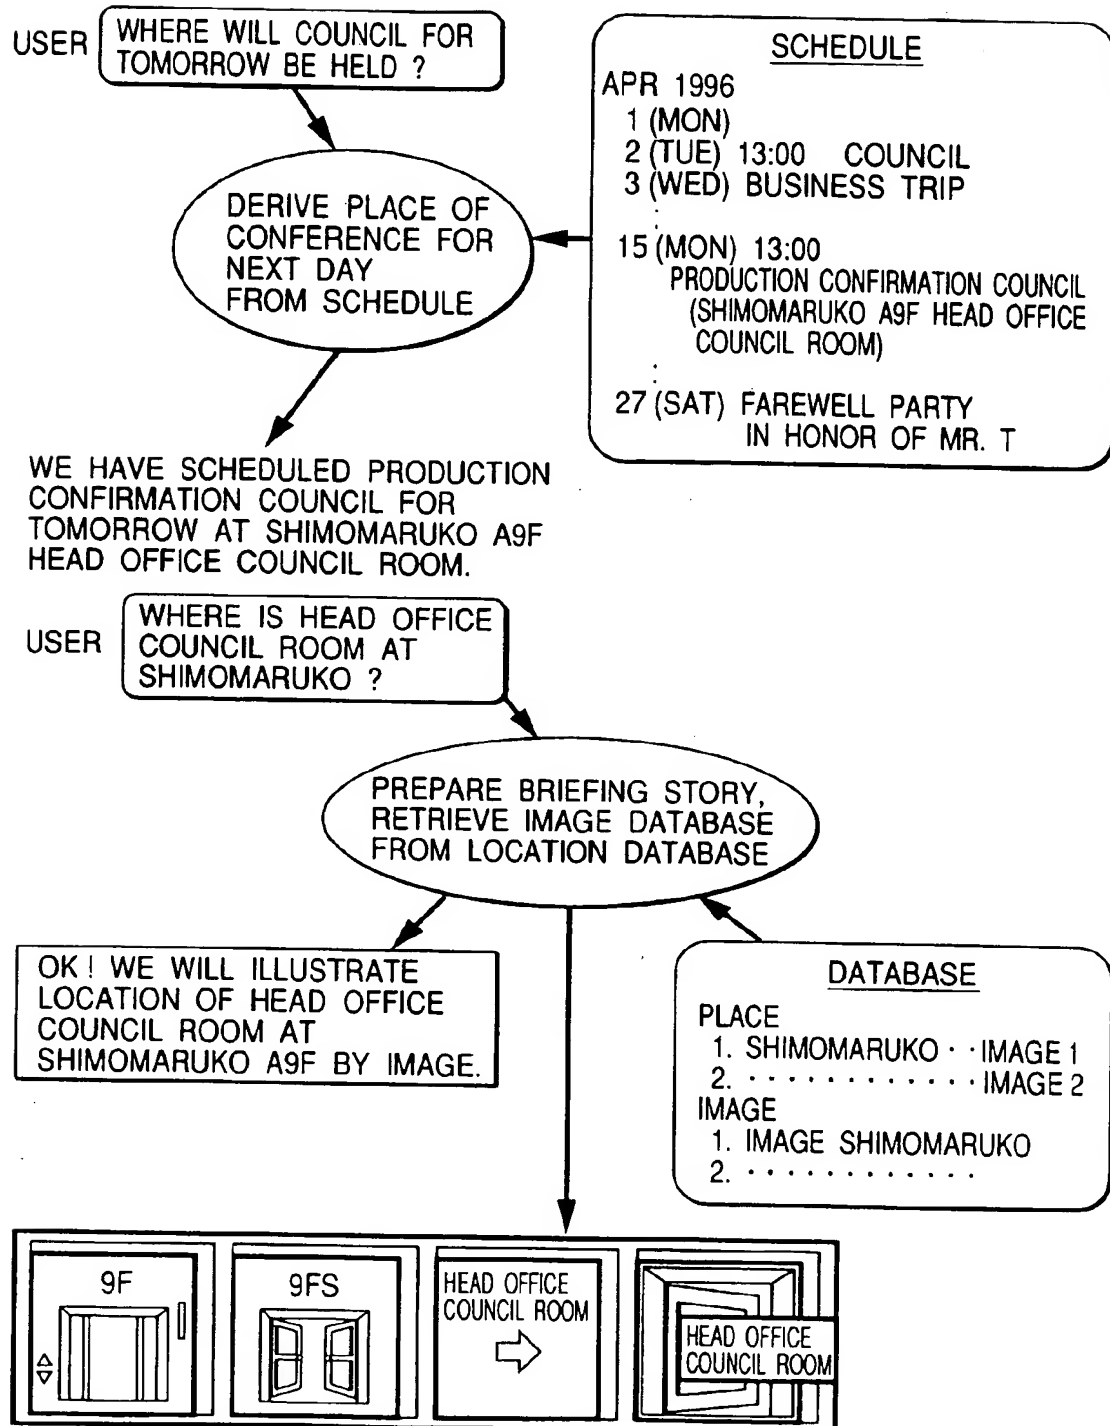 USER
WHERE WILL COUNCIL FOR
TOMORROW BE HELD ?
SCHEDULE
APR 1996
1 (MON)
2 (TUE) 13:00 COUNCIL
3 (WED) BUSINESS TRIP
:
15 (MON) 13:00
PRODUCTION CONFIRMATION COUNCIL
(SHIMOMARUKO A9F HEAD OFFICE
COUNCIL ROOM)
:
27 (SAT) FAREWELL PARTY
IN HONOR OF MR. T
DERIVE PLACE OF
CONFERENCE FOR
NEXT DAY
FROM SCHEDULE
WE HAVE SCHEDULED PRODUCTION
CONFIRMATION COUNCIL FOR
TOMORROW AT SHIMOMARUKO A9F
HEAD OFFICE COUNCIL ROOM.
USER
WHERE IS HEAD OFFICE
COUNCIL ROOM AT
SHIMOMARUKO ?
PREPARE BRIEFING STORY,
RETRIEVE IMAGE DATABASE
FROM LOCATION DATABASE
OK ! WE WILL ILLUSTRATE
LOCATION OF HEAD OFFICE
COUNCIL ROOM AT
SHIMOMARUKO A9F BY IMAGE.
DATABASE
PLACE
1. SHIMOMARUKO · · IMAGE 1
2. · · · · · · · · · · · · IMAGE 2
IMAGE
1. IMAGE SHIMOMARUKO
2. · · · · · · · · · · · ·
9F
9FS
HEAD OFFICE
COUNCIL ROOM
HEAD OFFICE
COUNCIL ROOM